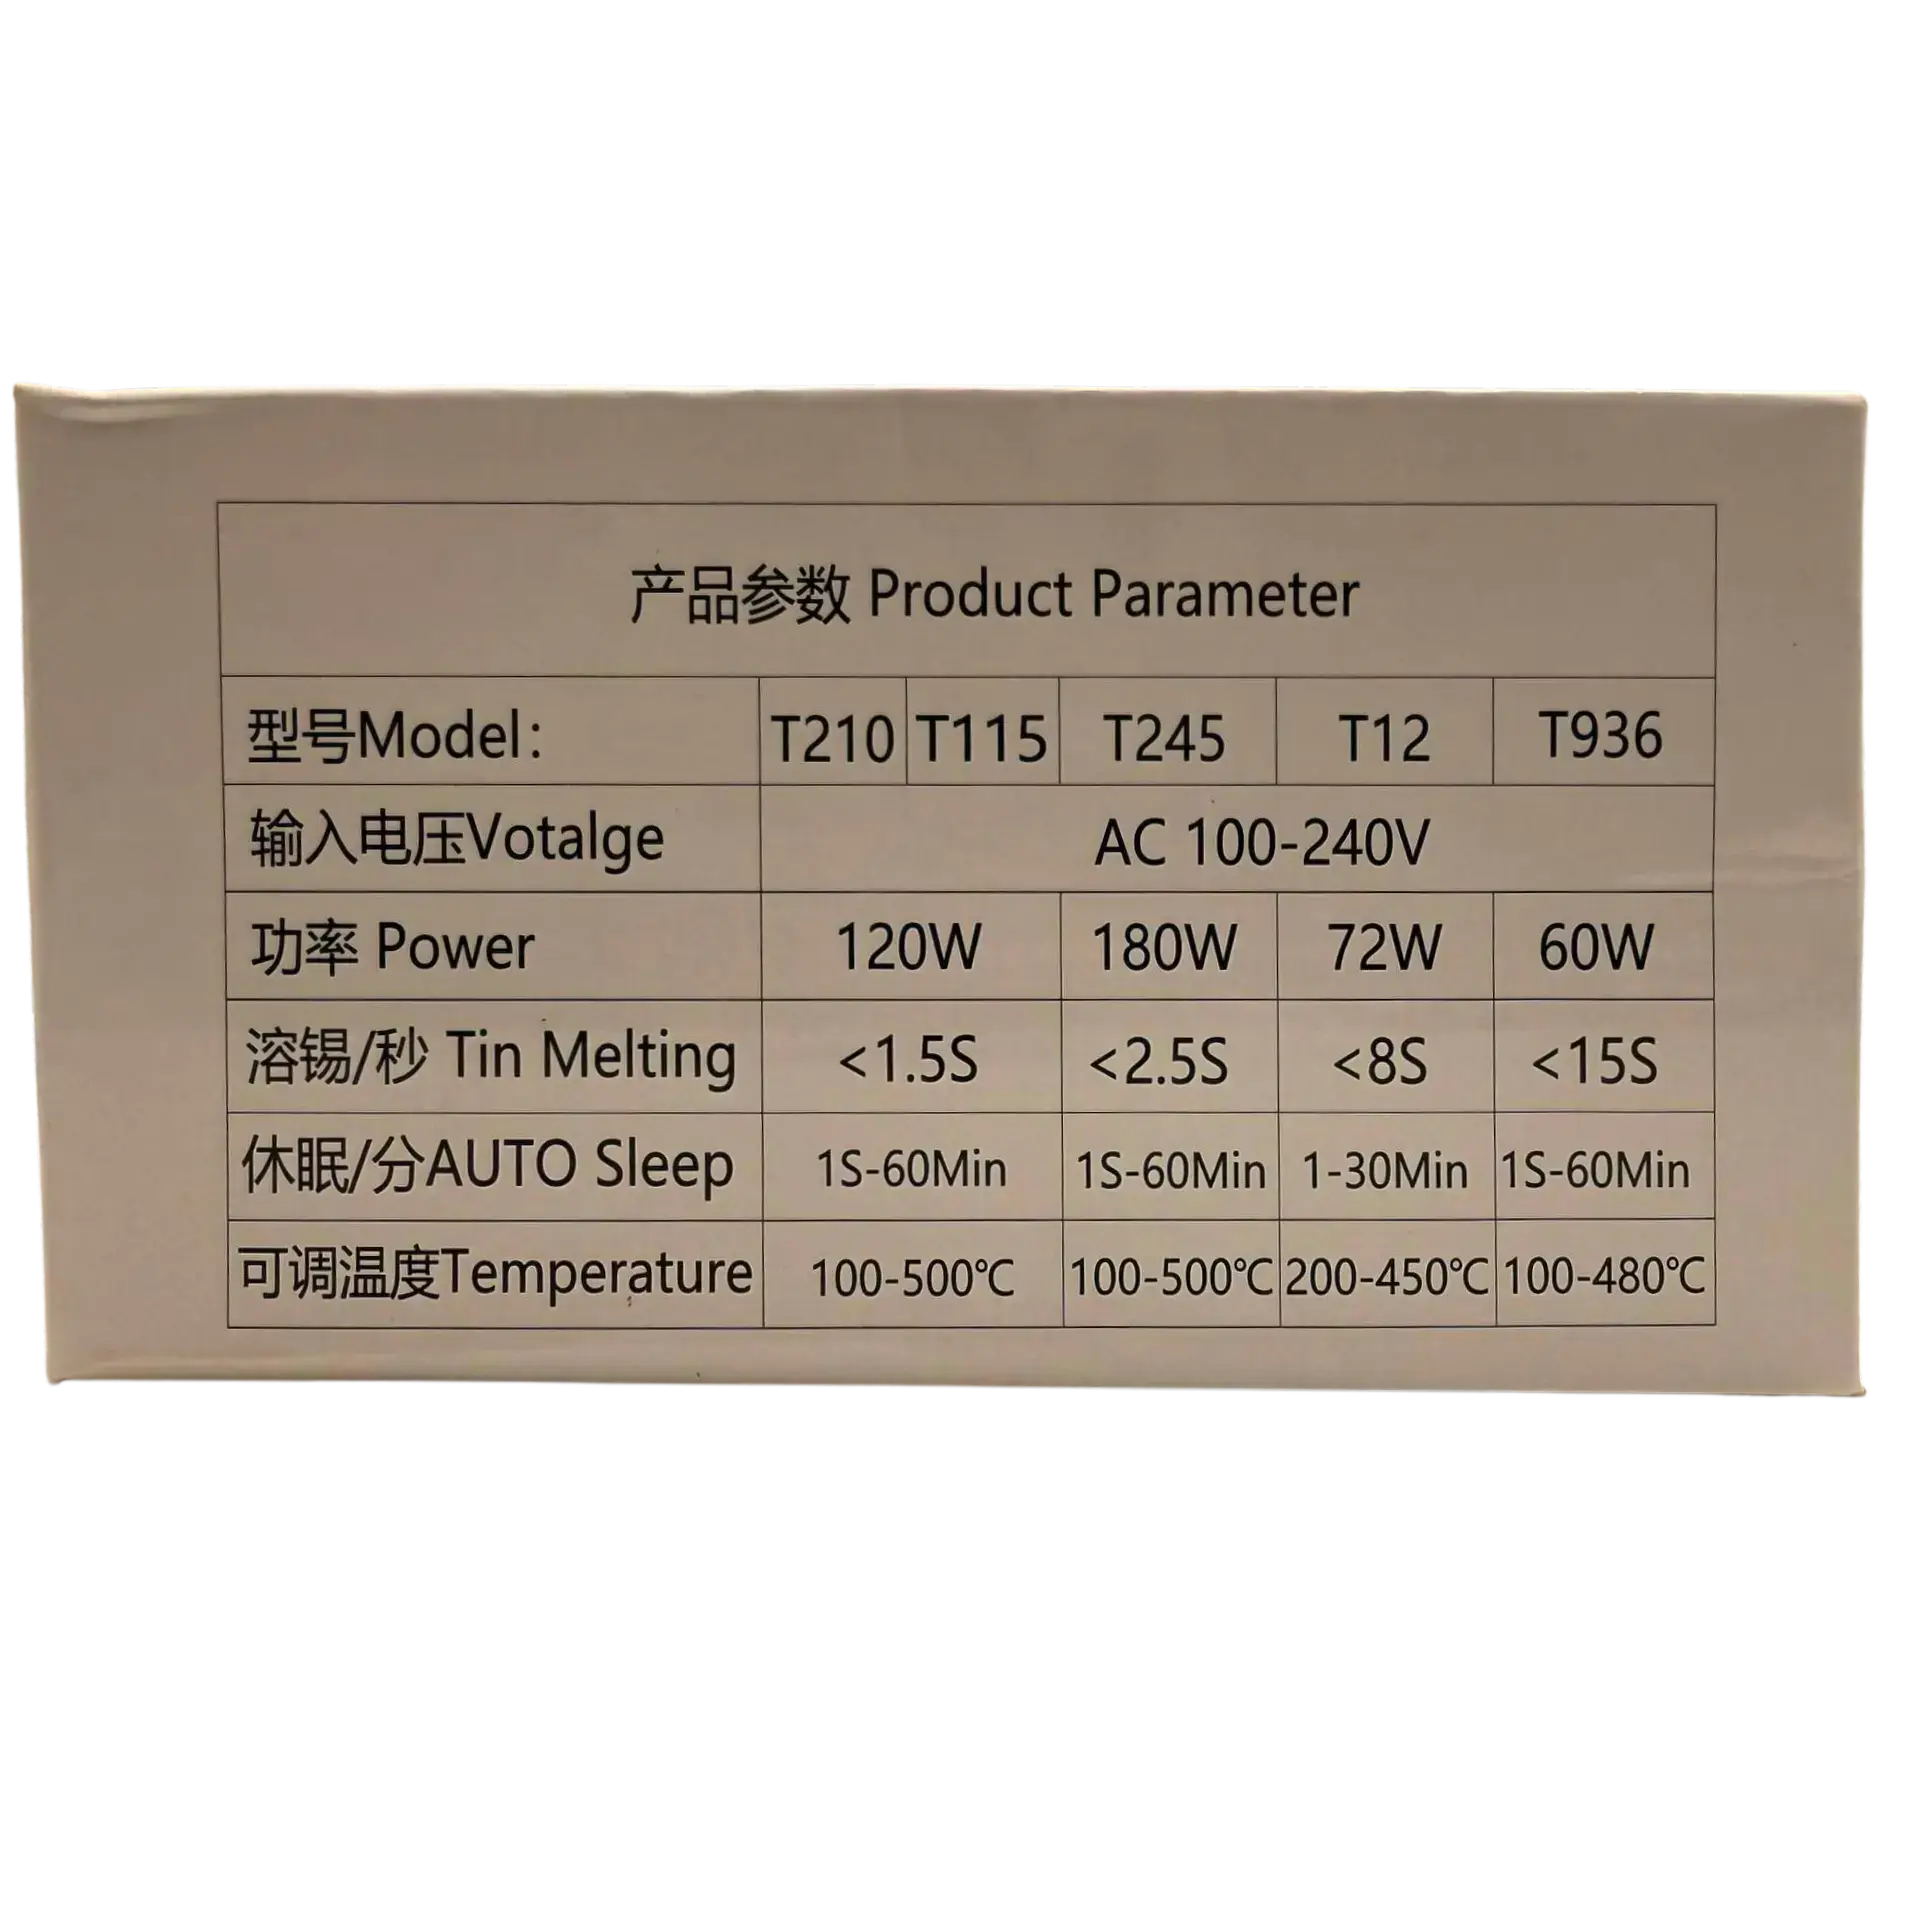 产品参数 Product Parameter
型号Model: T210 T115 T245 T12 T936
输入电压Votalge AC 100-240V
功率 Power 120W 180W 72W 60W
溶锡/秒 Tin Melting <1.5S <2.5S <8S <15S
休眠/分AUTO Sleep 1S-60Min 1S-60Min 1-30Min 1S-60Min
可调温度Temperature 100-500℃ 100-500℃ 200-450℃ 100-480℃